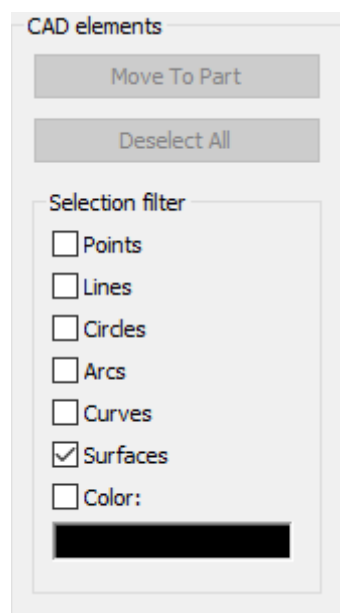 CAD elements
Move To Part
Deselect All
Selection filter
Points
Lines
Circles
Arcs
Curves
Surfaces
Color: